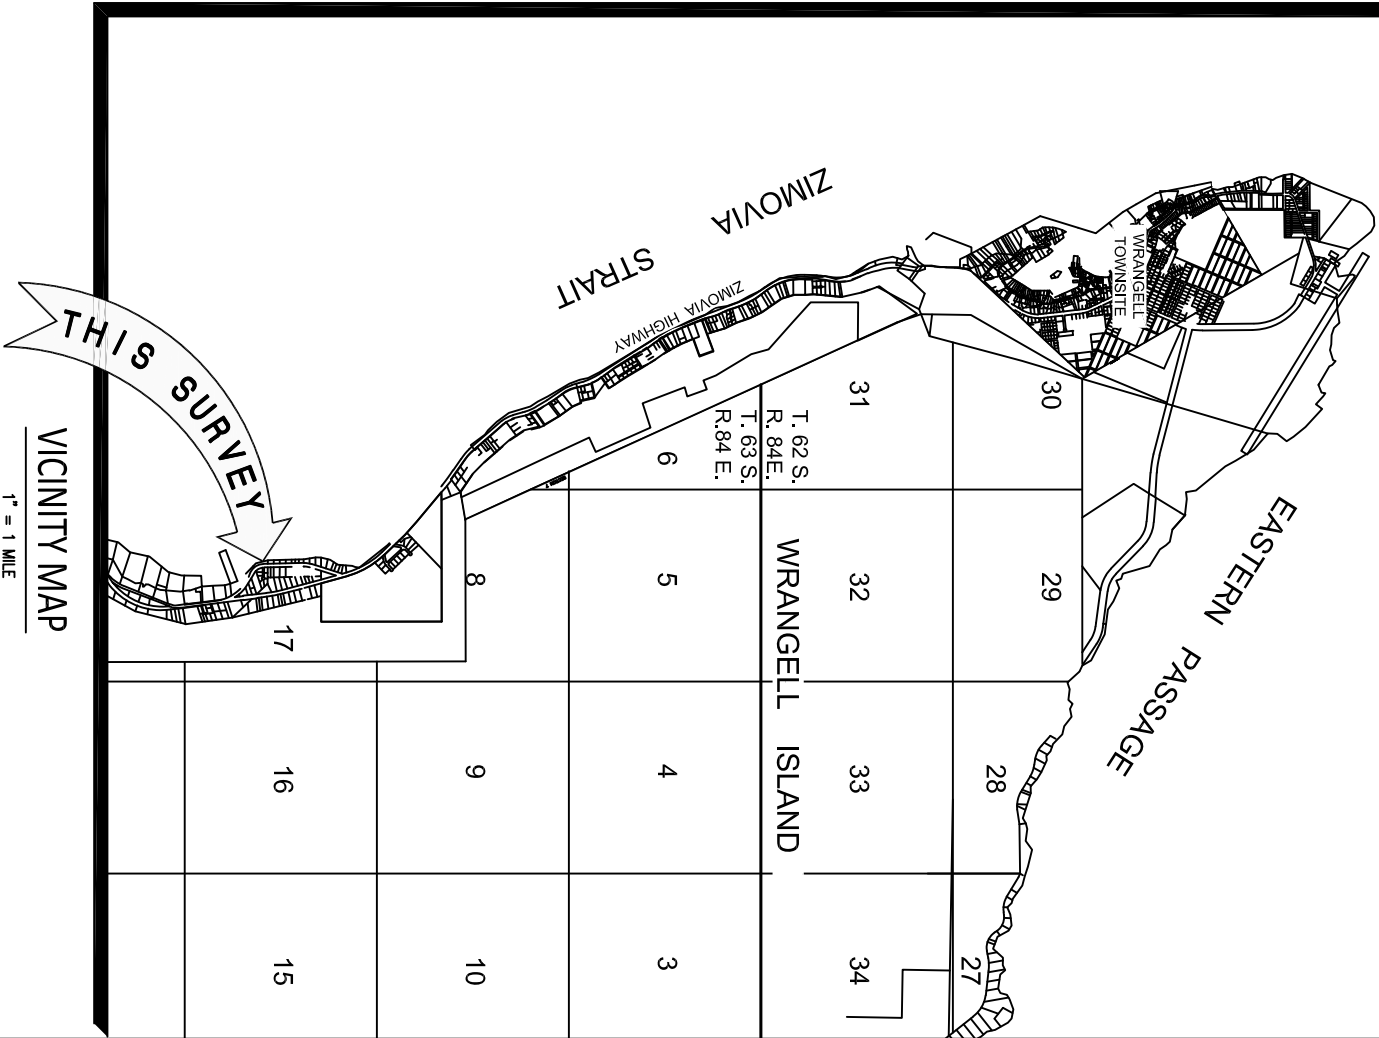 ZIMOVIA
STRAIT
ZIMOVIA HIGHWAY
WRANGELL
TOWNSITE
EASTERN PASSAGE
30
29
28
27
31
32
33
34
T. 62 S.
R. 84E.
T. 63 S.
R.84 E.
WRANGELL ISLAND
6
5
4
3
8
9
10
17
16
15
THIS SURVEY
VICINITY MAP
1" = 1 MILE